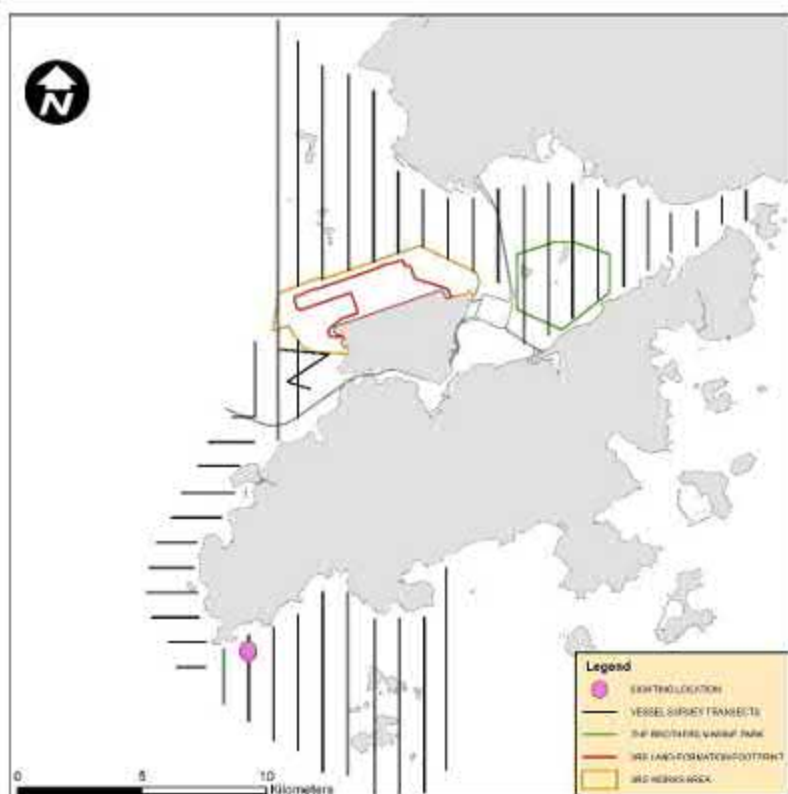 N
Legend
SIGHTING LOCATION
VESSEL SURVEY TRANSECTS
THE BROTHERS MARINE PARK
3RS LAND-FORMATION FOOTPRINT
3RS WORKS AREA
0 5 10
Kilometers